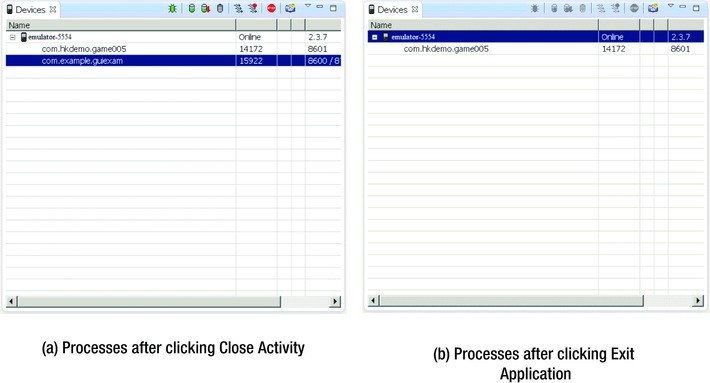 Devices
Name
emulator-5554 Online 2.3.7
com.hkdemo.game005 14172 8601
com.example.guiexam 15922 8600 / 8
(a) Processes after clicking Close Activity
Devices
Name
emulator-5554 Online 2.3.7
com.hkdemo.game005 14172 8601
(b) Processes after clicking Exit
Application